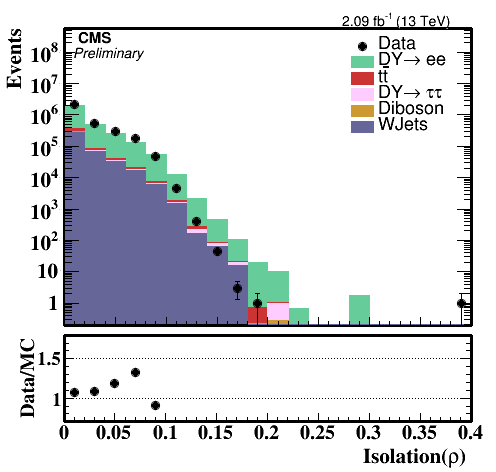 2.09 fb⁻¹ (13 TeV)
CMS
Preliminary
Events
Data
DY→ ee
tt̄
DY→ ττ
Diboson
WJets
10⁸
10⁷
10⁶
10⁵
10⁴
10³
10²
10
1
Data/MC
1.5
1
0 0.05 0.1 0.15 0.2 0.25 0.3 0.35 0.4
Isolation(ρ)